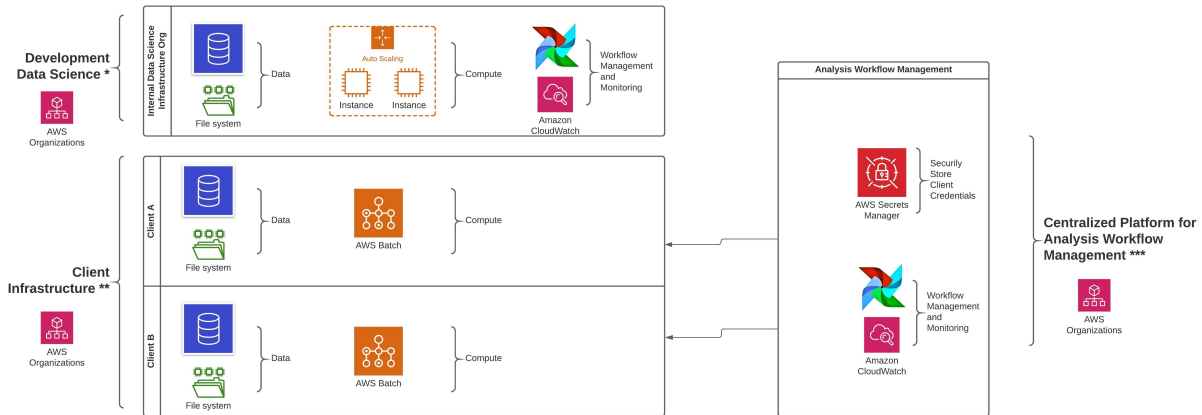 Development
Data Science *
AWS
Organizations
Internal Data Science
Infrastructure Org
File system
Data
Auto Scaling
Instance
Instance
Compute
Amazon
CloudWatch
Workflow
Management
and
Monitoring
Client
Infrastructure **
AWS
Organizations
Client A
File system
Data
AWS Batch
Compute
Client B
File system
Data
AWS Batch
Compute
Analysis Workflow Management
AWS Secrets
Manager
Securily
Store
Client
Credentials
Amazon
CloudWatch
Workflow
Management
and
Monitoring
Centralized Platform for
Analysis Workflow
Management ***
AWS
Organizations